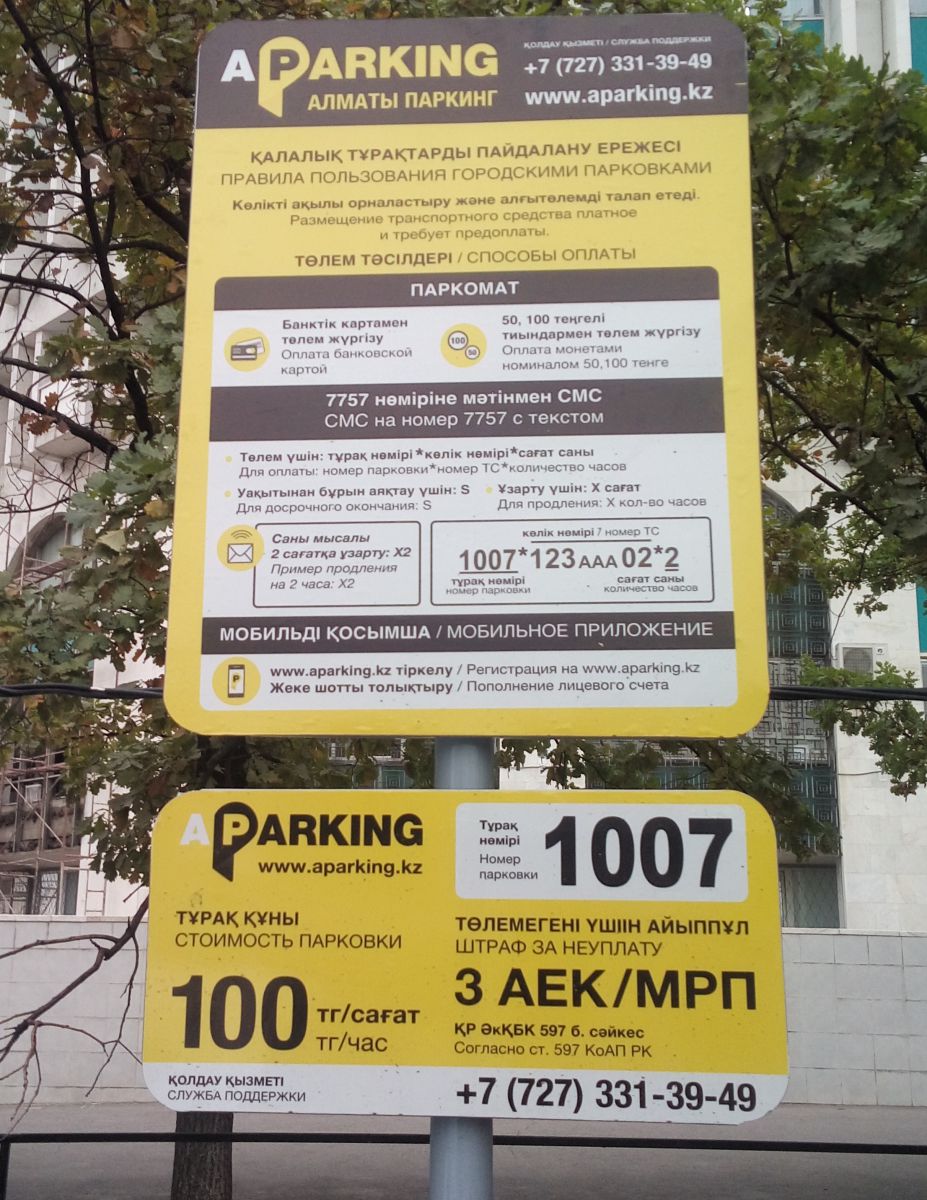 APARKING
АЛМАТЫ ПАРКИНГ
ҚОЛДАУ ҚЫЗМЕТІ / СЛУЖБА ПОДДЕРЖКИ
+7 (727) 331-39-49
www.aparking.kz
ҚАЛАЛЫҚ ТҰРАҚТАРДЫ ПАЙДАЛАНУ ЕРЕЖЕСІ
ПРАВИЛА ПОЛЬЗОВАНИЯ ГОРОДСКИМИ ПАРКОВКАМИ
Көлікті ақылы орналастыру және алғытөлемді талап етеді.
Размещение транспортного средства платное
и требует предоплаты.
ТӨЛЕМ ТӘСІЛДЕРІ / СПОСОБЫ ОПЛАТЫ
ПАРКОМАТ
Банктік картамен
төлем жүргізу
Оплата банковской
картой
100
50
50, 100 теңгелі
тиындармен төлем жүргізу
Оплата монетами
номиналом 50,100 тенге
7757 нөміріне мәтінмен СМС
СМС на номер 7757 с текстом
Төлем үшін: тұрақ нөмірі*көлік нөмірі*сағат саны
Для оплаты: номер парковки*номер ТС*количество часов
Уақытынан бұрын аяқтау үшін: S
Для досрочного окончания: S
Ұзарту үшін: X сағат
Для продления: X кол-во часов
Саны мысалы
2 сағатқа ұзарту: X2
Пример продления
на 2 часа: X2
көлік нөмірі / номер ТС
1007*123 AAA 02*2
тұрақ нөмірі
номер парковки
сағат саны
количество часов
МОБИЛЬДІ ҚОСЫМША / МОБИЛЬНОЕ ПРИЛОЖЕНИЕ
www.aparking.kz тіркелу / Регистрация на www.aparking.kz
Жеке шотты толықтыру / Пополнение лицевого счета
APARKING
www.aparking.kz
Тұрақ
нөмірі
Номер
парковки
1007
ТҰРАҚ ҚҰНЫ
СТОИМОСТЬ ПАРКОВКИ
100
тг/сағат
тг/час
ТӨЛЕМЕГЕНІ ҮШІІН АЙЫППҰЛ
ШТРАФ ЗА НЕУПЛАТУ
3 АЕК/МРП
ҚР ӘкҚБК 597 б. сәйкес
Согласно ст. 597 КоАП РК
ҚОЛДАУ ҚЫЗМЕТІ
СЛУЖБА ПОДДЕРЖКИ
+7 (727) 331-39-49